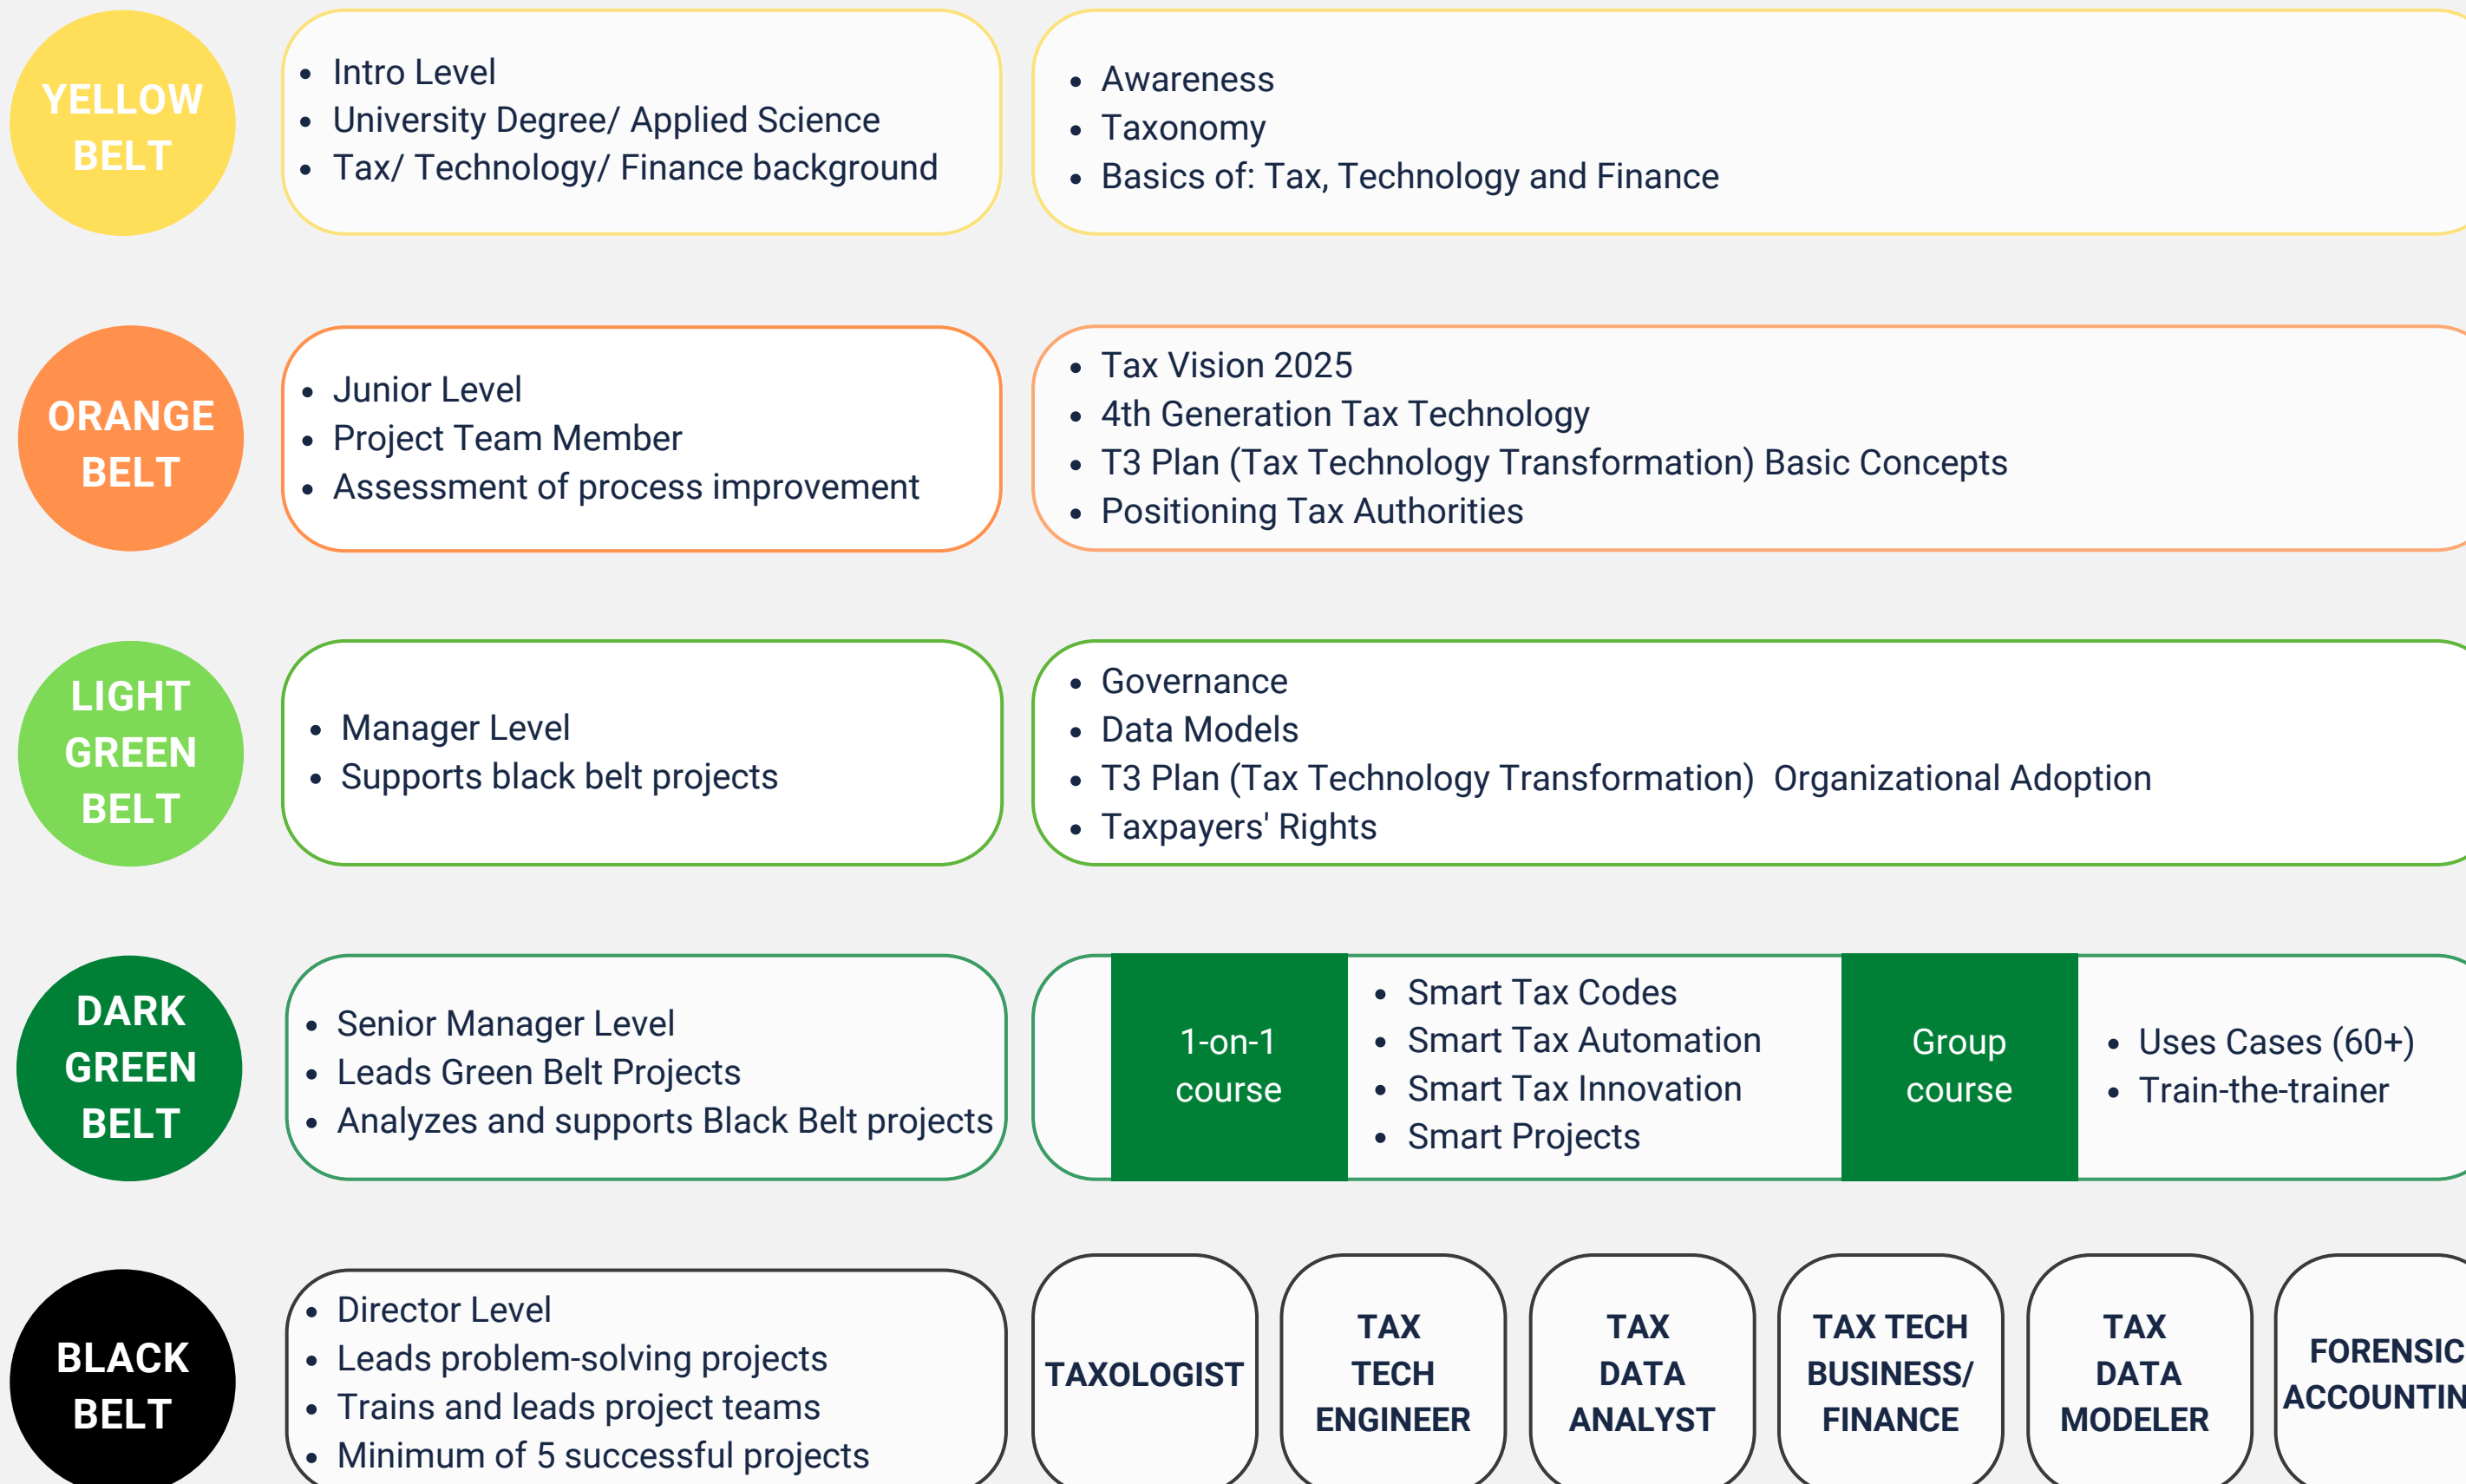 YELLOW
BELT
• Intro Level
• University Degree/ Applied Science
• Tax/ Technology/ Finance background
• Awareness
• Taxonomy
• Basics of: Tax, Technology and Finance
ORANGE
BELT
• Junior Level
• Project Team Member
• Assessment of process improvement
• Tax Vision 2025
• 4th Generation Tax Technology
• T3 Plan (Tax Technology Transformation) Basic Concepts
• Positioning Tax Authorities
LIGHT
GREEN
BELT
• Manager Level
• Supports black belt projects
• Governance
• Data Models
• T3 Plan (Tax Technology Transformation)  Organizational Adoption
• Taxpayers' Rights
DARK
GREEN
BELT
• Senior Manager Level
• Leads Green Belt Projects
• Analyzes and supports Black Belt projects
1-on-1
course
• Smart Tax Codes
• Smart Tax Automation
• Smart Tax Innovation
• Smart Projects
Group
course
• Uses Cases (60+)
• Train-the-trainer
BLACK
BELT
• Director Level
• Leads problem-solving projects
• Trains and leads project teams
• Minimum of 5 successful projects
TAXOLOGIST
TAX
TECH
ENGINEER
TAX
DATA
ANALYST
TAX TECH
BUSINESS/
FINANCE
TAX
DATA
MODELER
FORENSIC
ACCOUNTIN